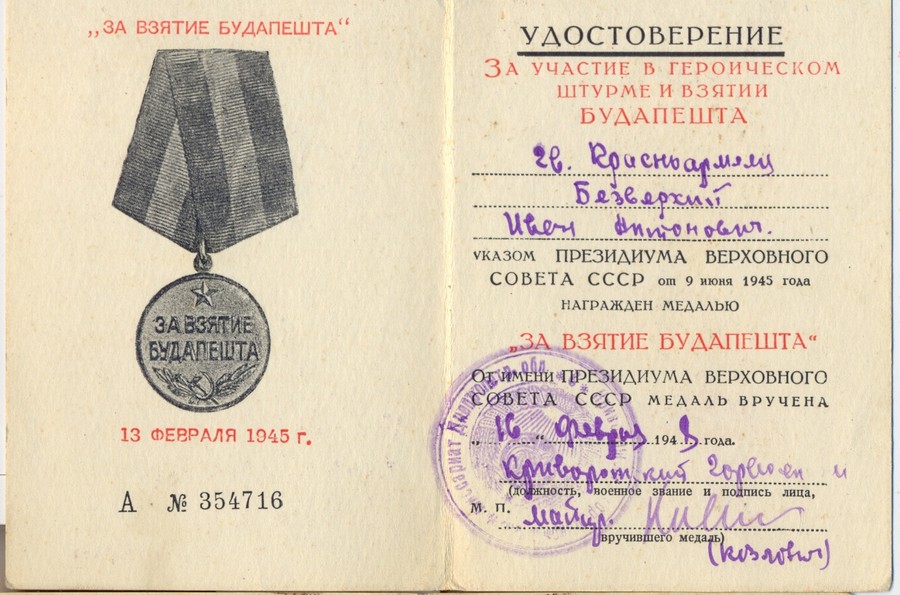 „ЗА ВЗЯТИЕ БУДАПЕШТА“
ЗА ВЗЯТИЕ
БУДАПЕШТА
13 ФЕВРАЛЯ 1945 г.
А № 354716
УДОСТОВЕРЕНИЕ
ЗА УЧАСТИЕ В ГЕРОИЧЕСКОМ
ШТУРМЕ И ВЗЯТИИ
БУДАПЕШТА
гв. Красноармеец
Безверхий
Иван Антонович.
УКАЗОМ ПРЕЗИДИУМА ВЕРХОВНОГО
СОВЕТА СССР от 9 июня 1945 года
НАГРАЖДЕН МЕДАЛЬЮ
„ЗА ВЗЯТИЕ БУДАПЕШТА“
ОТ ИМЕНИ ПРЕЗИДИУМА ВЕРХОВНОГО
СОВЕТА СССР МЕДАЛЬ ВРУЧЕНА
„16“ февраля 194 года.
Криворожский горвоен
(должность, военное звание и подпись лица,
М. П. майор.
вручившего медаль)
(Козлович)